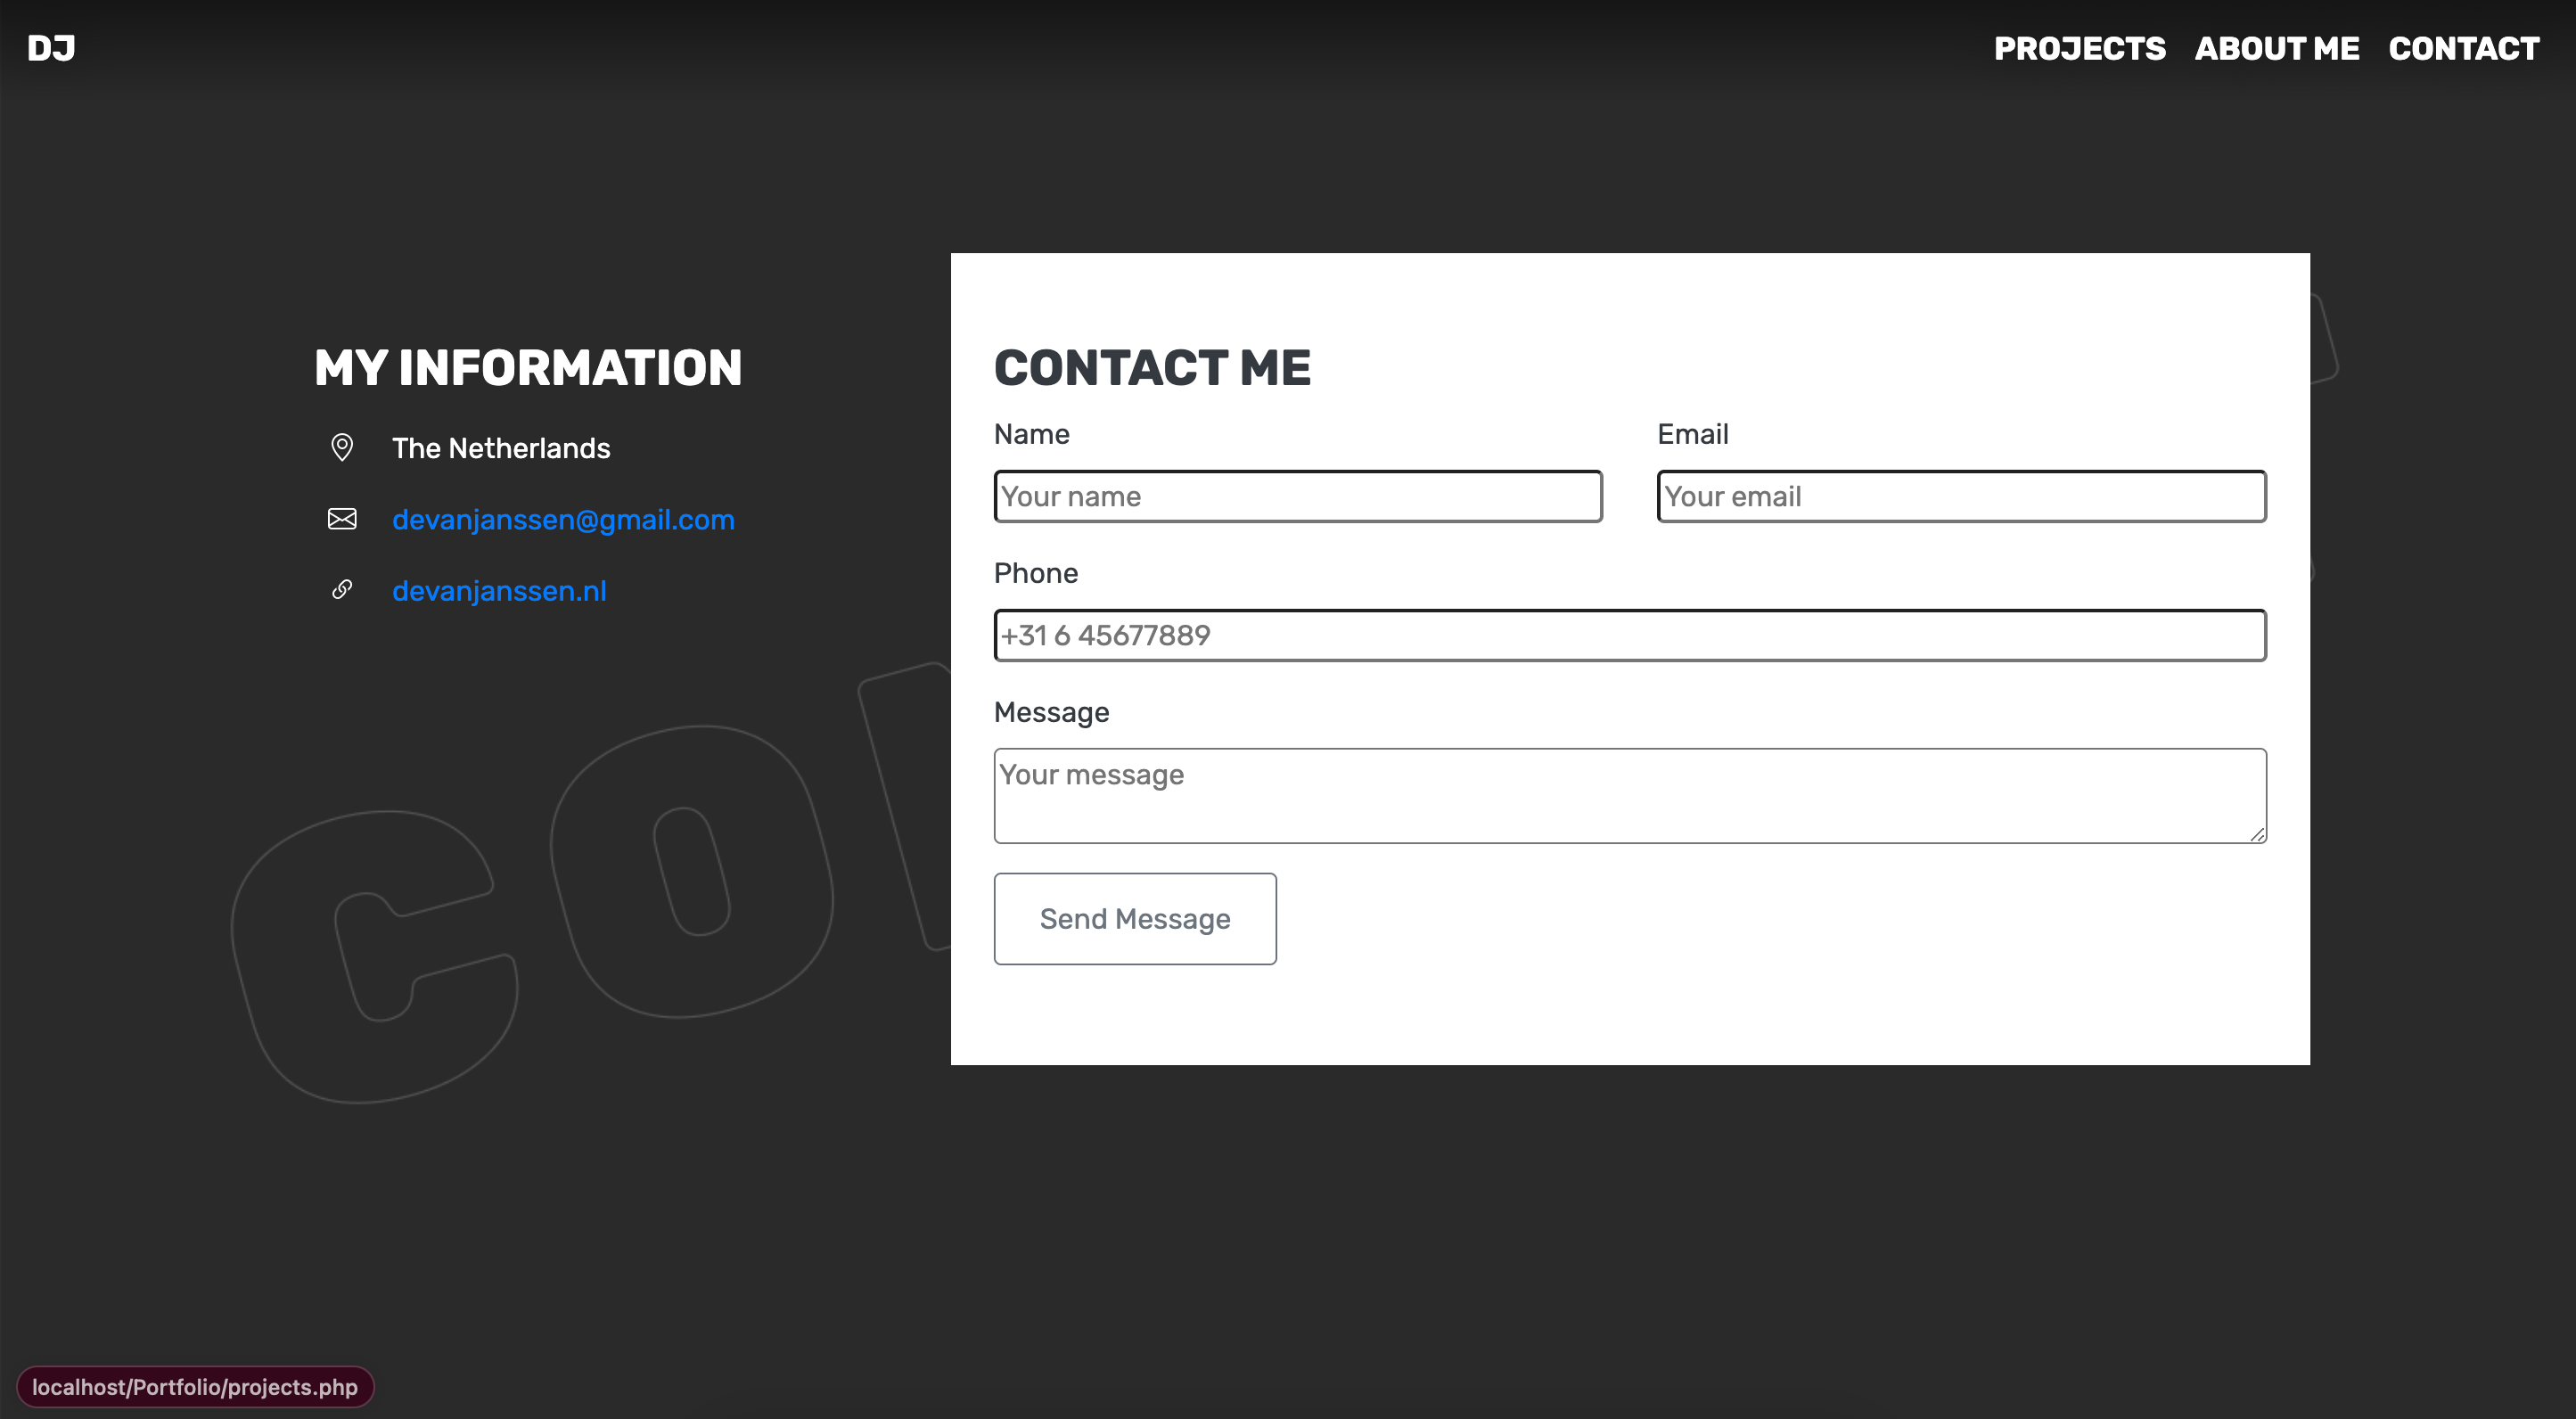 DJ
PROJECTS ABOUT ME CONTACT
MY INFORMATION
The Netherlands
devanjanssen@gmail.com
devanjanssen.nl
CONTACT ME
Name
Your name
Email
Your email
Phone
+31 6 45677889
Message
Your message
Send Message
localhost/Portfolio/projects.php